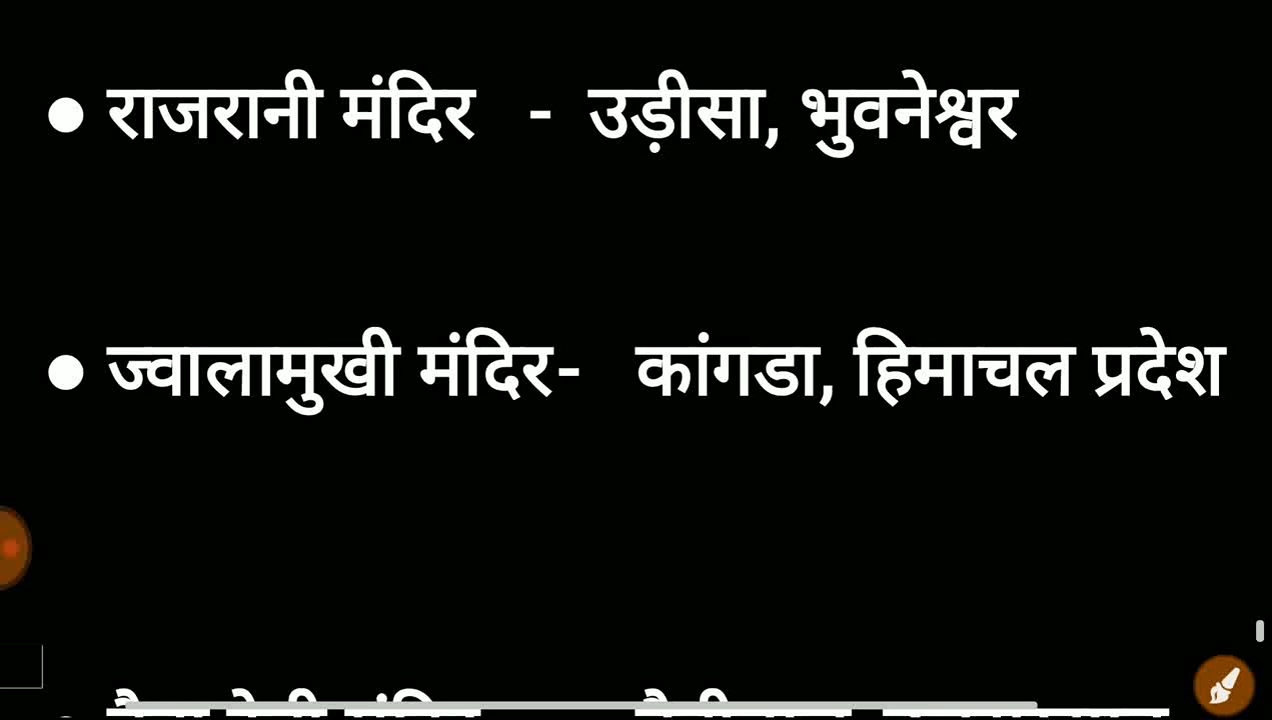 ● राजरानी मंदिर - उड़ीसा, भुवनेश्वर
● ज्वालामुखी मंदिर- कांगडा, हिमाचल प्रदेश